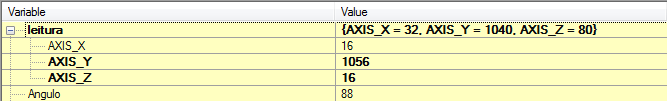 Variable Value
leitura {AXIS_X = 32, AXIS_Y = 1040, AXIS_Z = 80}
AXIS_X 16
AXIS_Y 1056
AXIS_Z 16
Angulo 88